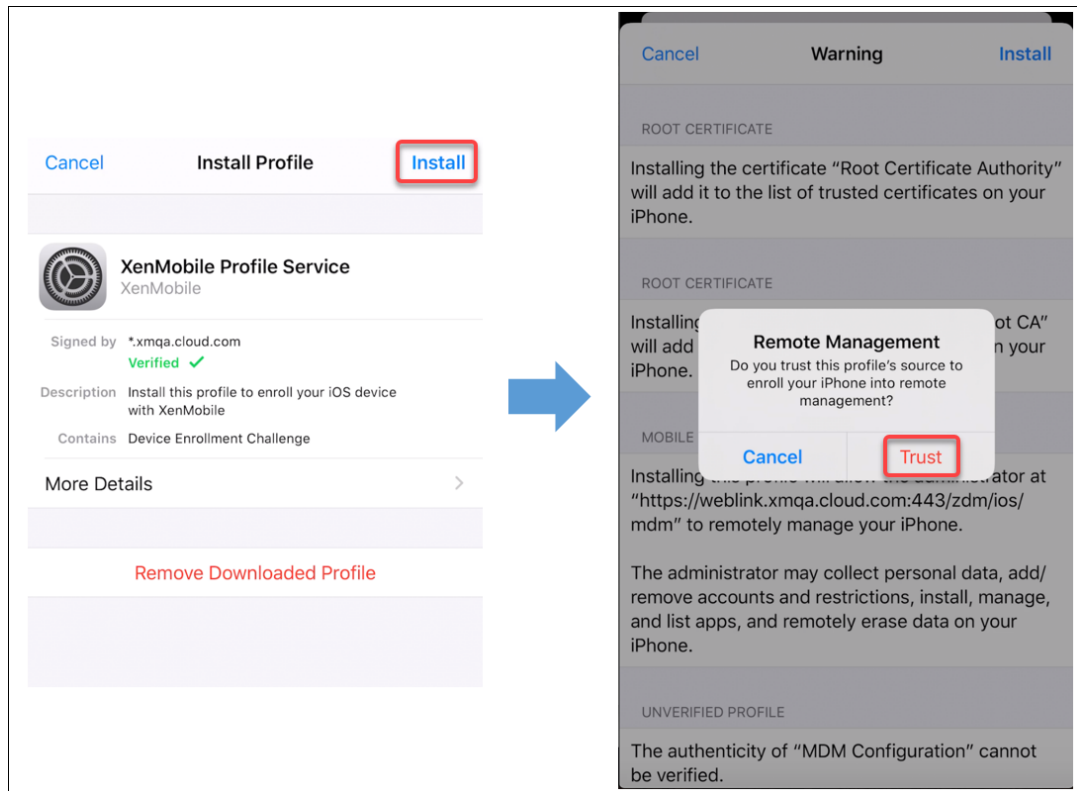 Cancel
Install Profile
Install
XenMobile Profile Service
XenMobile
Signed by *.xmqa.cloud.com
Verified
Description Install this profile to enroll your iOS device
with XenMobile
Contains Device Enrollment Challenge
More Details
Remove Downloaded Profile
Cancel
Warning
Install
ROOT CERTIFICATE
Installing the certificate “Root Certificate Authority”
will add it to the list of trusted certificates on your
iPhone.
ROOT CERTIFICATE
Installing ot CA”
will add n your
iPhone.
Remote Management
Do you trust this profile’s source to
enroll your iPhone into remote
management?
Cancel
Trust
MOBILE
Installing this profile will allow the administrator at
“https://weblink.xmqa.cloud.com:443/zdm/ios/
mdm” to remotely manage your iPhone.
The administrator may collect personal data, add/
remove accounts and restrictions, install, manage,
and list apps, and remotely erase data on your
iPhone.
UNVERIFIED PROFILE
The authenticity of “MDM Configuration” cannot
be verified.